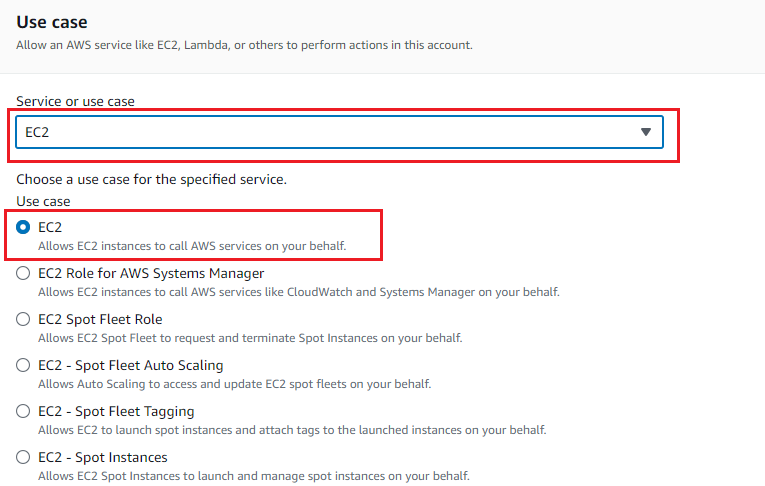 Use case
Allow an AWS service like EC2, Lambda, or others to perform actions in this account.
Service or use case
EC2
Choose a use case for the specified service.
Use case
EC2
Allows EC2 instances to call AWS services on your behalf.
EC2 Role for AWS Systems Manager
Allows EC2 instances to call AWS services like CloudWatch and Systems Manager on your behalf.
EC2 Spot Fleet Role
Allows EC2 Spot Fleet to request and terminate Spot Instances on your behalf.
EC2 - Spot Fleet Auto Scaling
Allows Auto Scaling to access and update EC2 spot fleets on your behalf.
EC2 - Spot Fleet Tagging
Allows EC2 to launch spot instances and attach tags to the launched instances on your behalf.
EC2 - Spot Instances
Allows EC2 Spot Instances to launch and manage spot instances on your behalf.